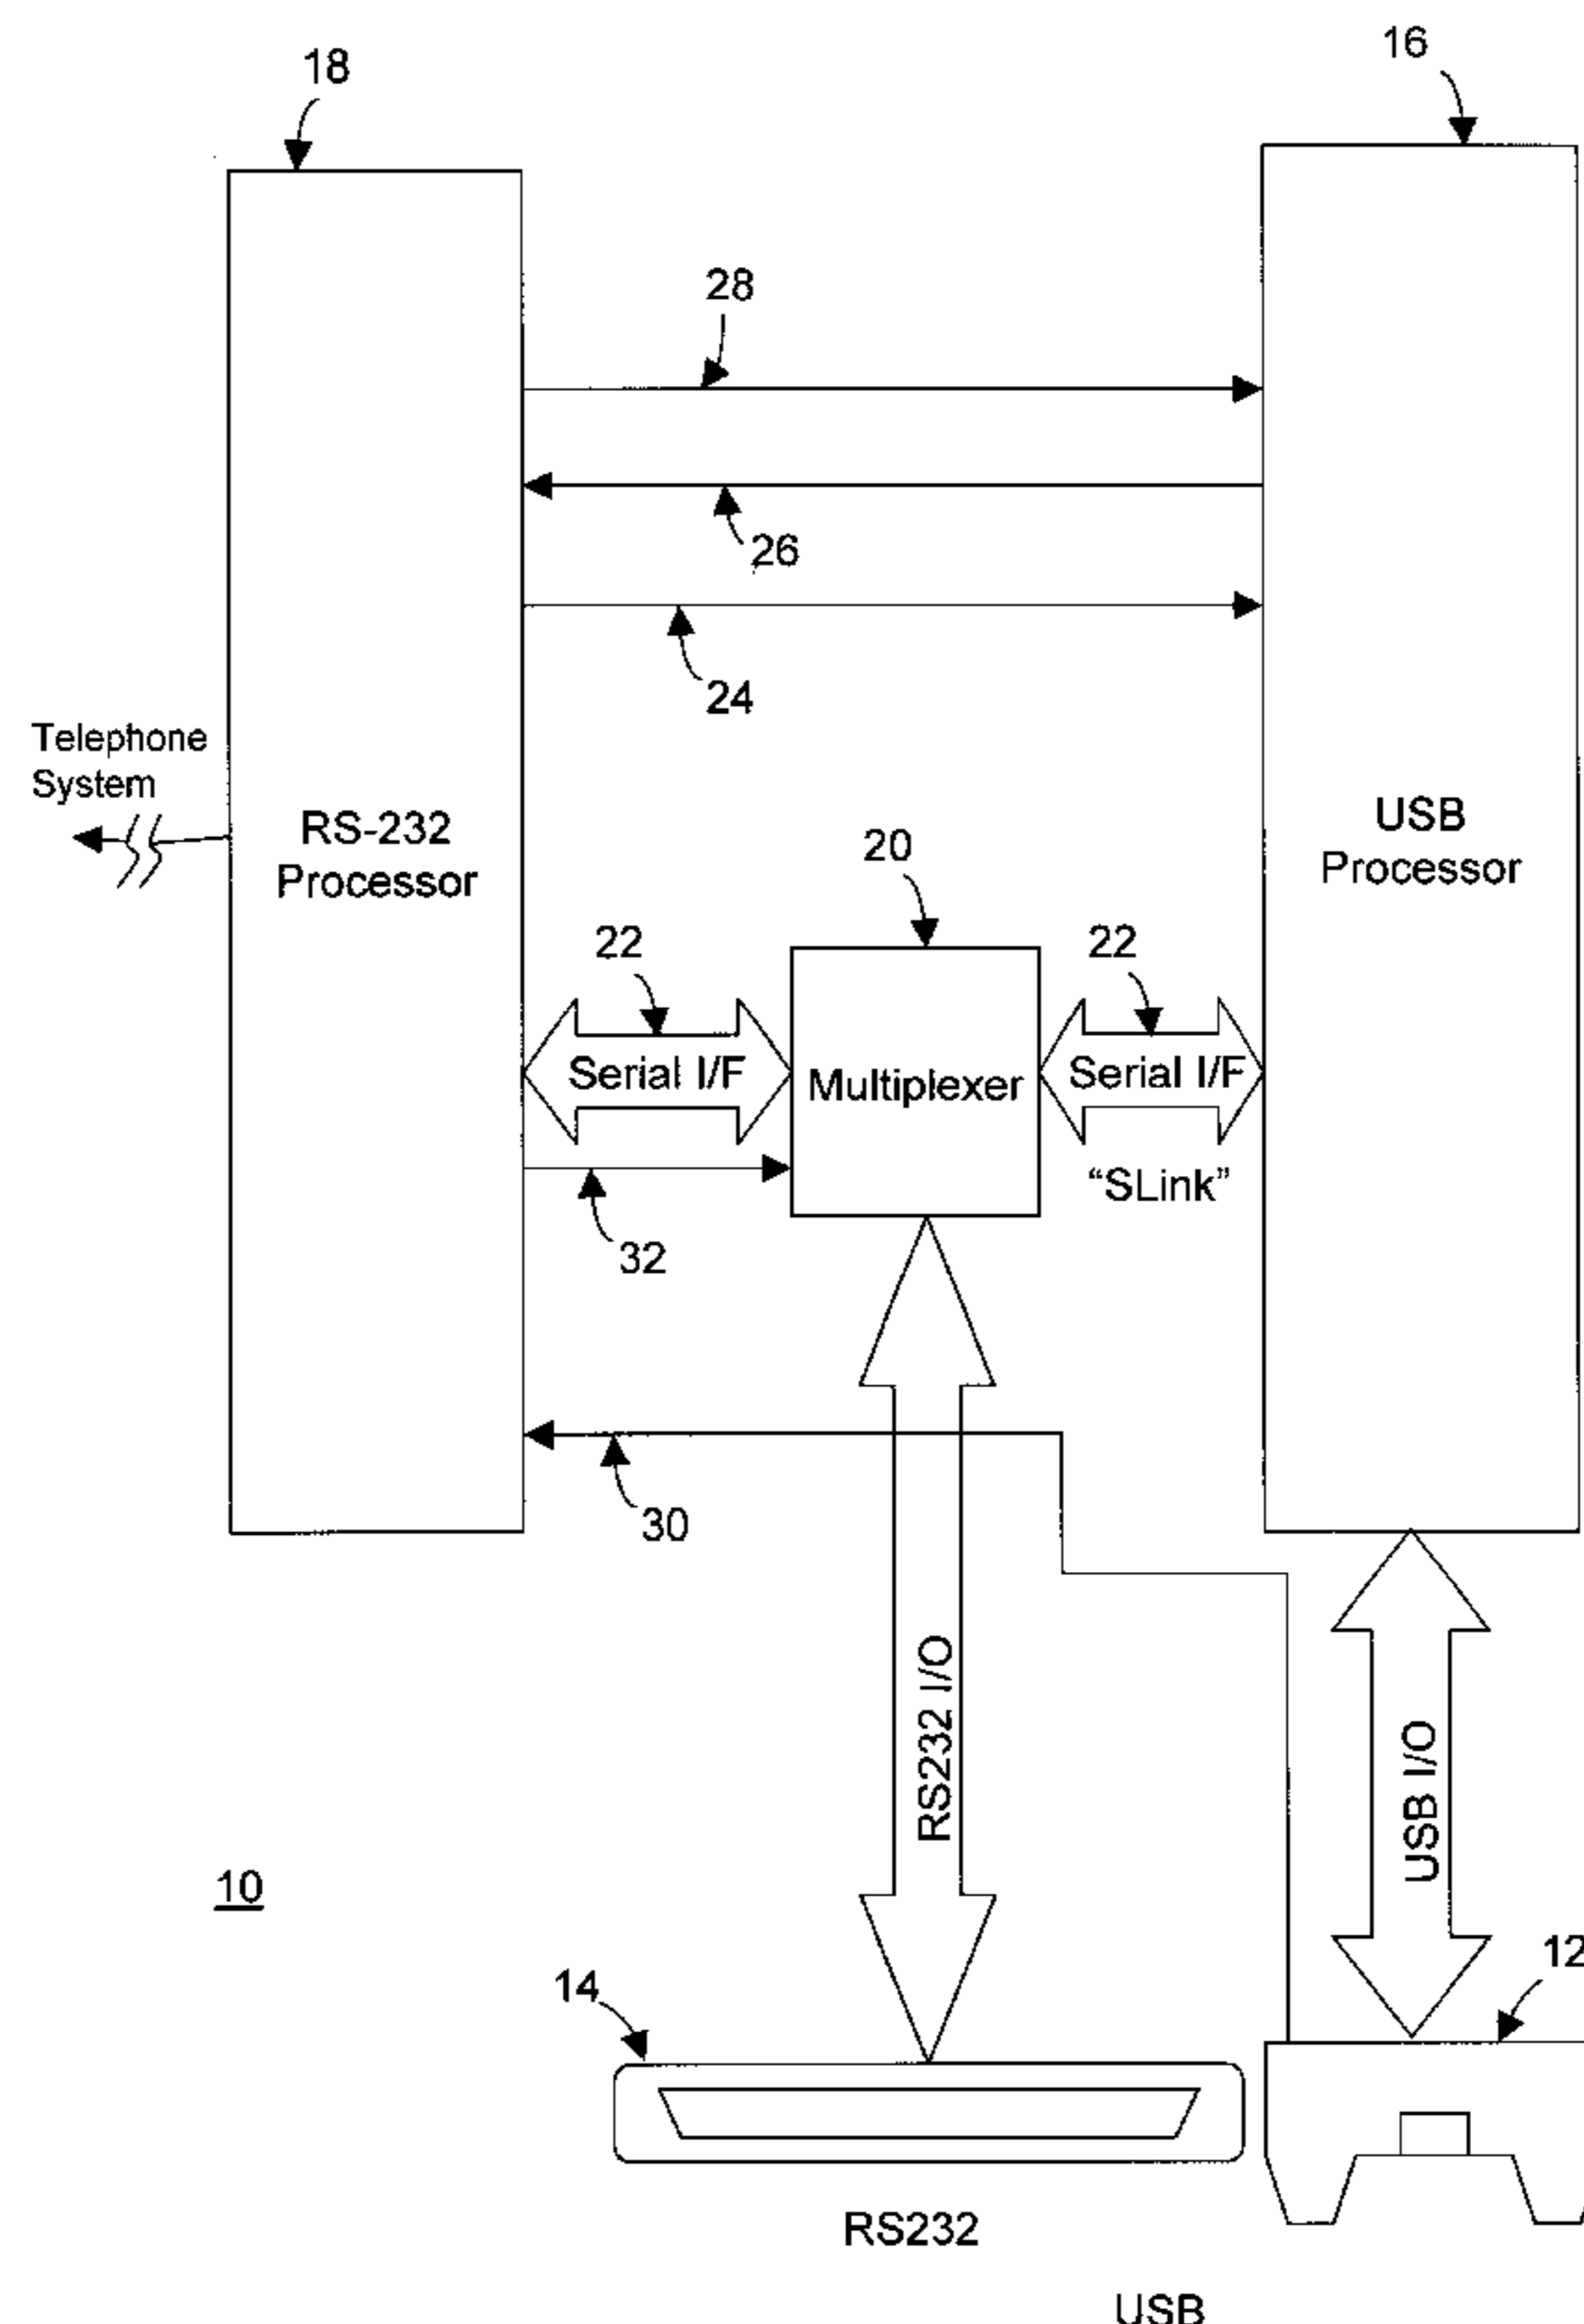 18
16
28
26
24
Telephone
System
RS-232
Processor
USB
Processor
20
22
22
Serial I/F
Multiplexer
Serial I/F
"SLink"
32
30
RS232 I/O
USB I/O
10
14
12
RS232
USB